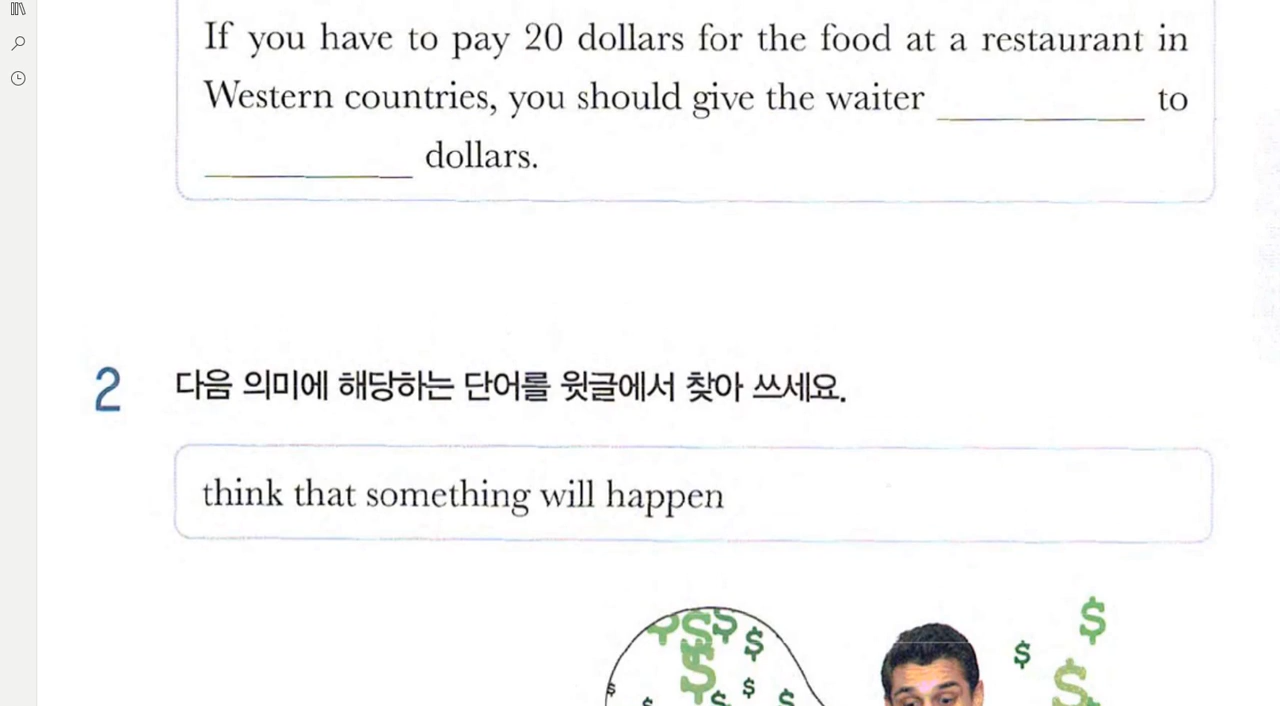 If you have to pay 20 dollars for the food at a restaurant in
Western countries, you should give the waiter __________ to
__________ dollars.
2 다음 의미에 해당하는 단어를 윗글에서 찾아 쓰세요.
think that something will happen